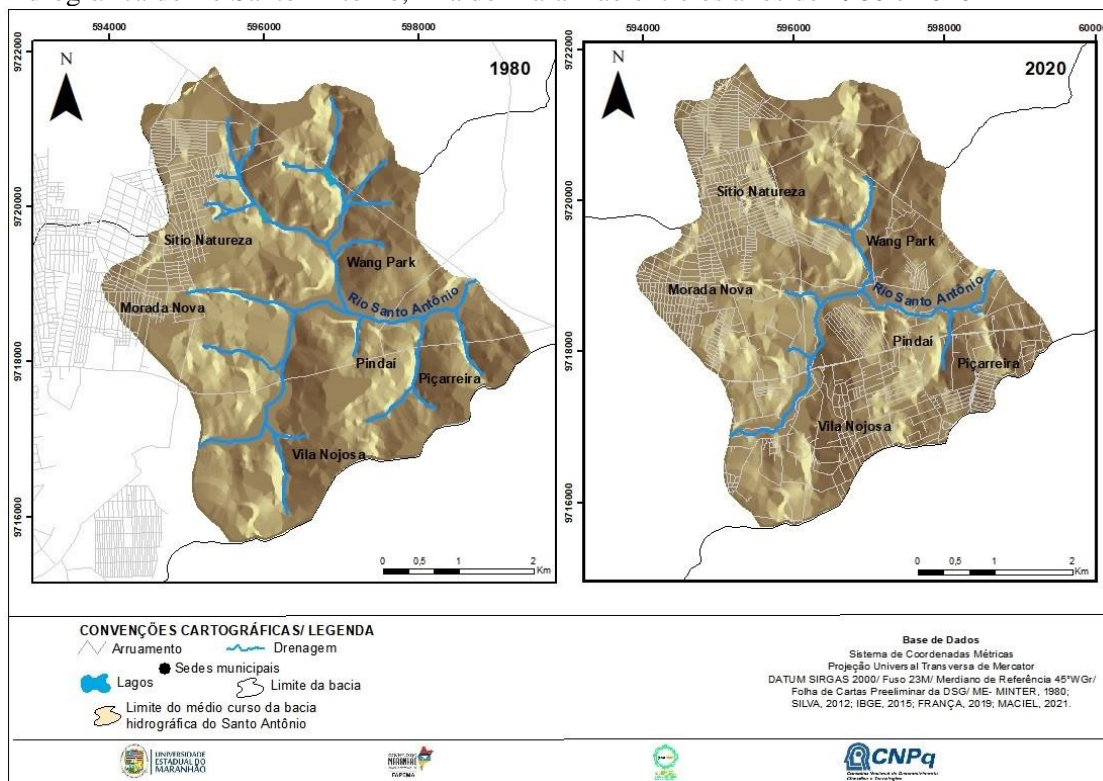 594000 596000 598000
9722000 9720000 9718000 9716000
N
1980
Sítio Natureza
Wang Park
Morada Nova
Rio Santo Antônio
Pindaí
Piçarreira
Vila Nojosa
0 0,5 1 2
Km
594000 596000 598000 60000
9722000 9720000 9718000 9716000
N
2020
Sítio Natureza
Wang Park
Morada Nova
Rio Santo Antônio
Pindaí
Piçarreira
Vila Nojosa
0 0,5 1 2
Km
CONVENÇÕES CARTOGRÁFICAS/ LEGENDA
Arruamento Drenagem
Sedes municipais
Lagos Limite da bacia
Limite do médio curso da bacia
hidrográfica do Santo Antônio
Base de Dados
Sistema de Coordenadas Métricas
Projeção Universal Transversa de Mercator
DATUM SIRGAS 2000/ Fuso 23M/ Merdiano de Referência 45°WGr/
Folha de Cartas Preeliminar da DSG/ ME- MINTER, 1980;
SILVA, 2012; IBGE, 2015; FRANÇA, 2019; MACIEL, 2021.
UNIVERSIDADE
ESTADUAL DO
MARANHÃO
MARANHÃO
FAPEMA
CNPq